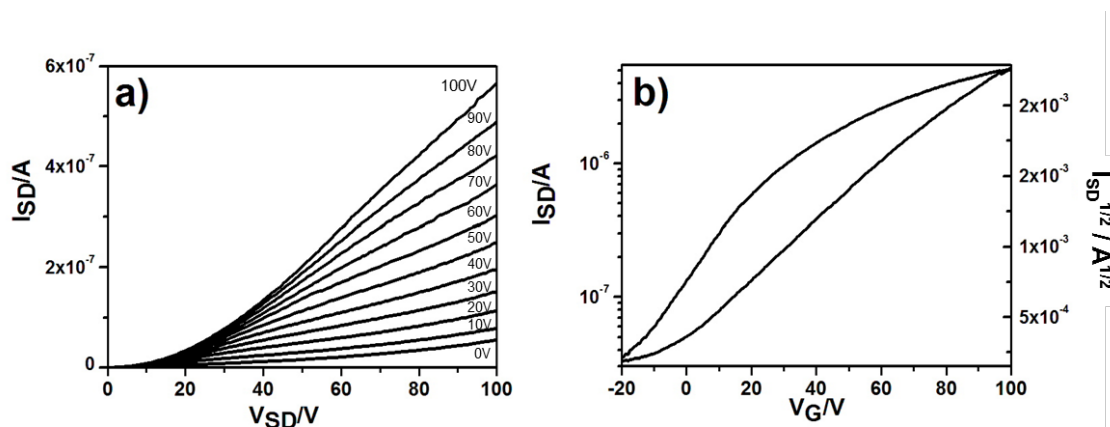 a)
I_SD/A
6x10⁻⁷
4x10⁻⁷
2x10⁻⁷
0
0 20 40 60 80 100
V_SD/V
100V
90V
80V
70V
60V
50V
40V
30V
20V
10V
0V
b)
I_SD/A
10⁻⁶
10⁻⁷
-20 0 20 40 60 80 100
V_G/V
2x10⁻³
2x10⁻³
1x10⁻³
5x10⁻⁴
I_SD^1/2 / A^1/2